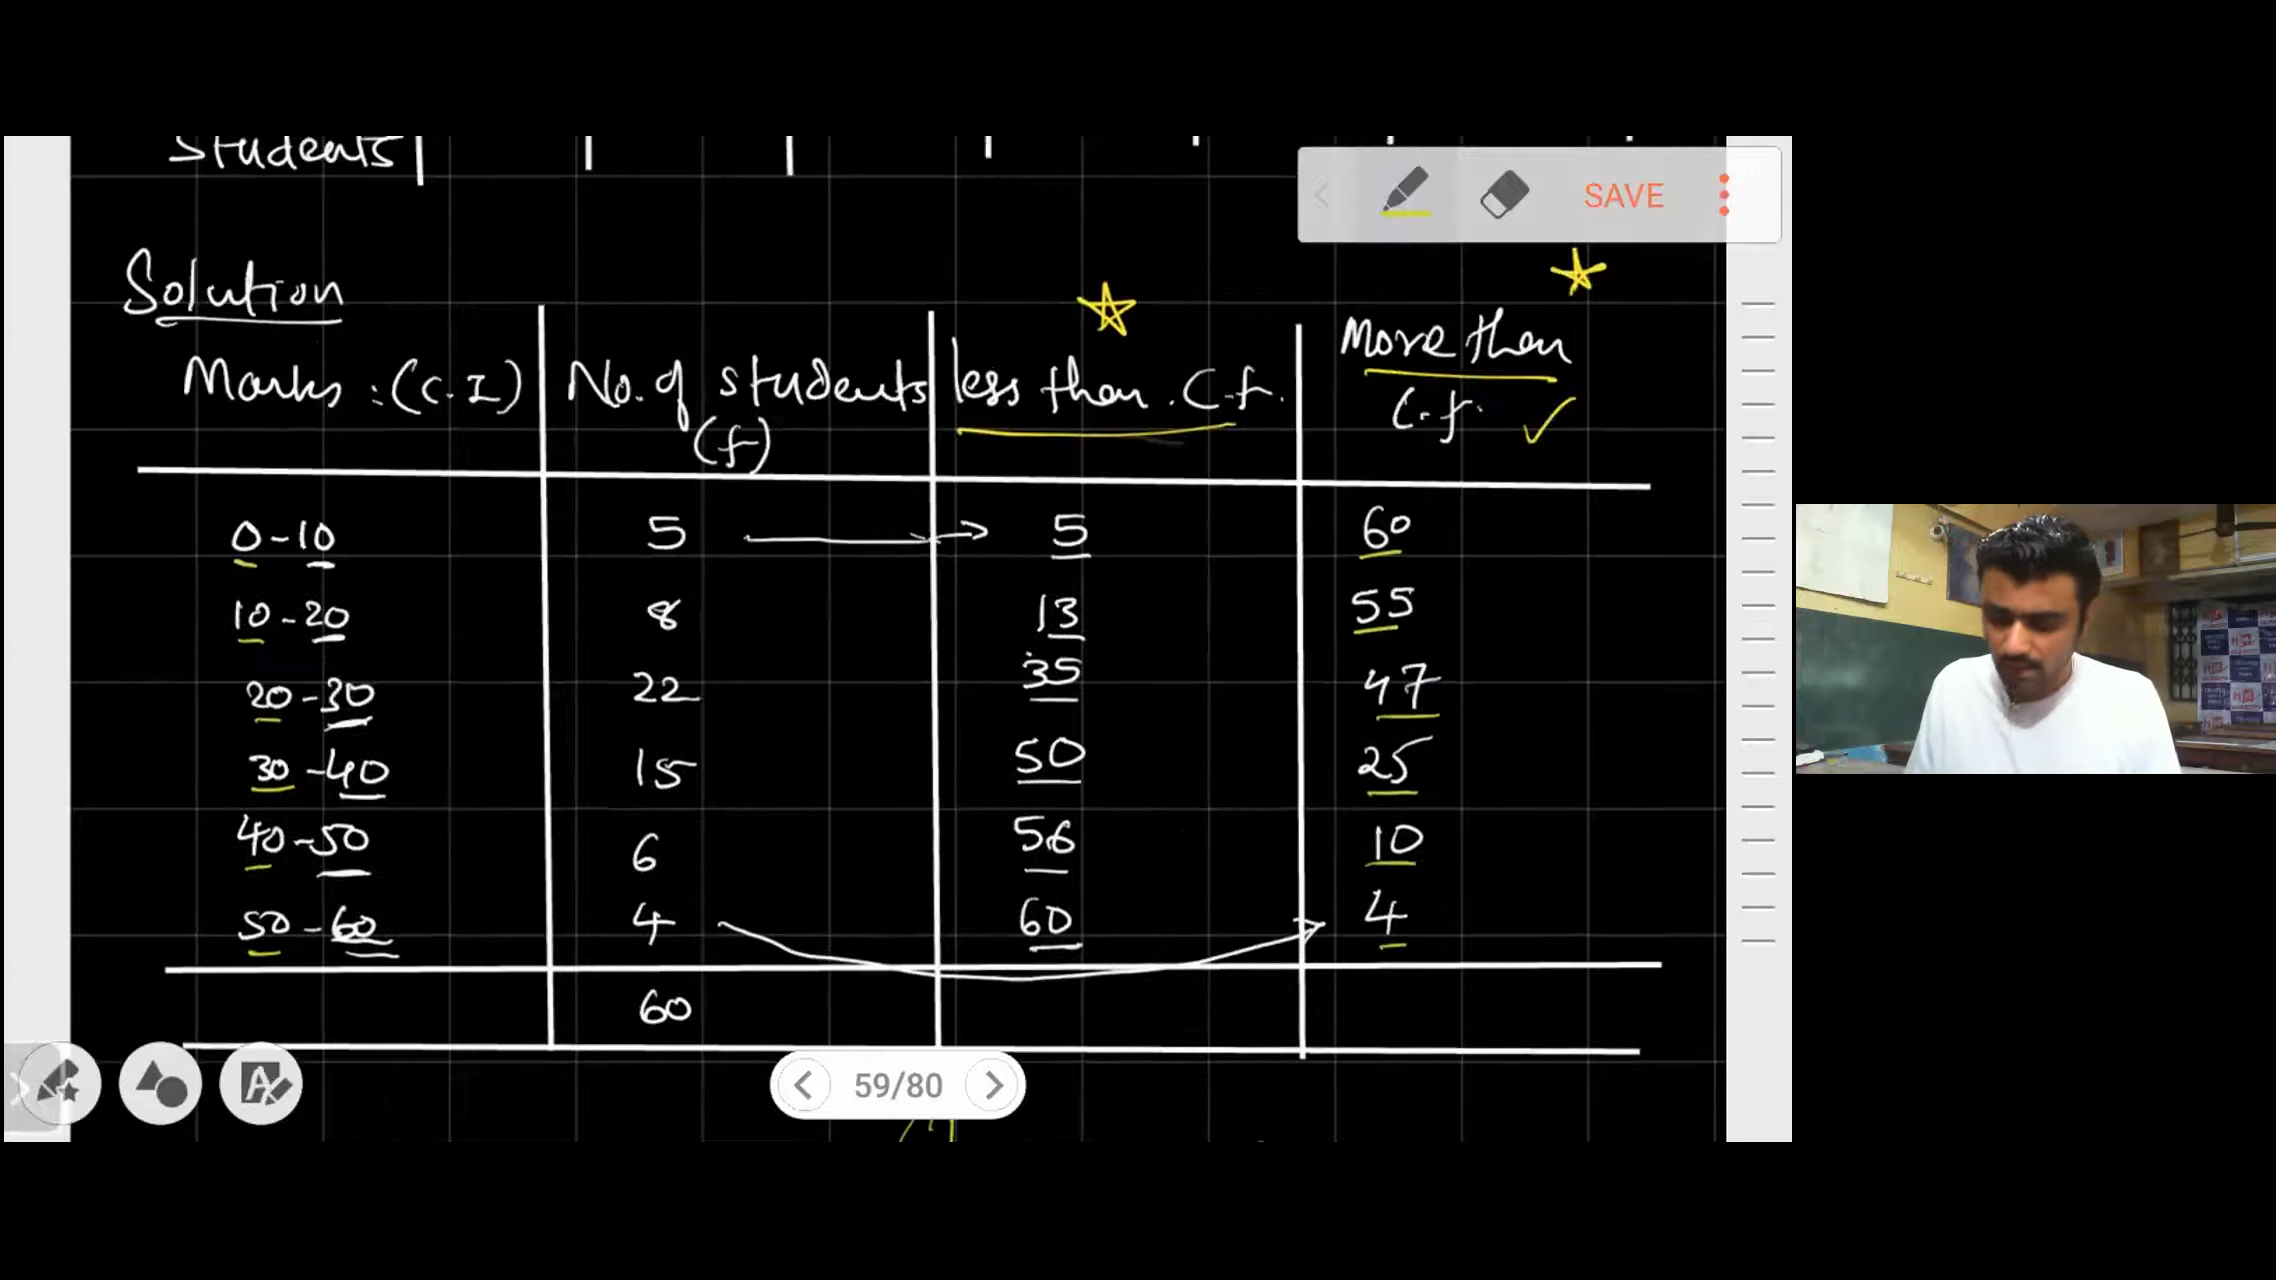 Students
SAVE
Solution
Marks : (C.I) No. of students (f) less than . C.f. More than C.f.
0-10 5 5 60
10-20 8 13 55
20-30 22 35 47
30-40 15 50 25
40-50 6 56 10
50-60 4 60 4
60
59/80